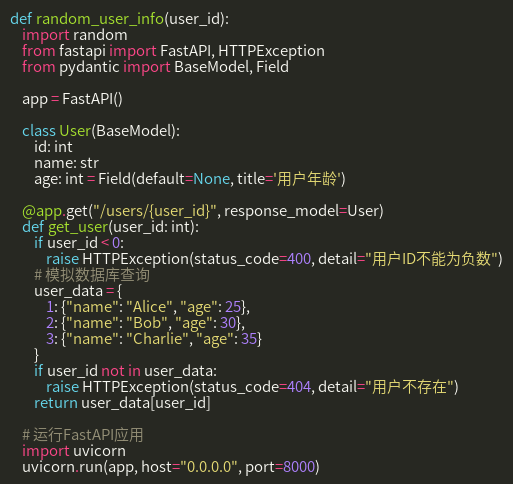 def random_user_info(user_id):
    import random
    from fastapi import FastAPI, HTTPException
    from pydantic import BaseModel, Field

    app = FastAPI()

    class User(BaseModel):
        id: int
        name: str
        age: int = Field(default=None, title='用户年龄')

    @app.get("/users/{user_id}", response_model=User)
    def get_user(user_id: int):
        if user_id < 0:
            raise HTTPException(status_code=400, detail="用户ID不能为负数")
        # 模拟数据库查询
        user_data = {
            1: {"name": "Alice", "age": 25},
            2: {"name": "Bob", "age": 30},
            3: {"name": "Charlie", "age": 35}
        }
        if user_id not in user_data:
            raise HTTPException(status_code=404, detail="用户不存在")
        return user_data[user_id]

    # 运行FastAPI应用
    import uvicorn
    uvicorn.run(app, host="0.0.0.0", port=8000)